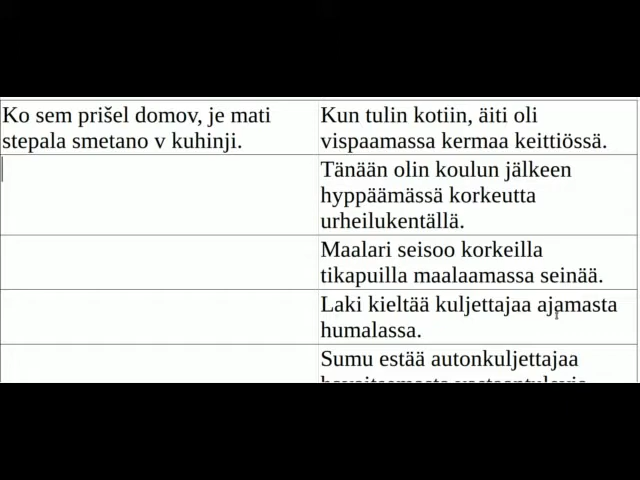 Ko sem prišel domov, je mati
stepala smetano v kuhinji.
Kun tulin kotiin, äiti oli
vispaamassa kermaa keittiössä.
Tänään olin koulun jälkeen
hyppäämässä korkeutta
urheilukentällä.
Maalari seisoo korkeilla
tikapuilla maalaamassa seinää.
Laki kieltää kuljettajaa ajamasta
humalassa.
Sumu estää autonkuljettajaa